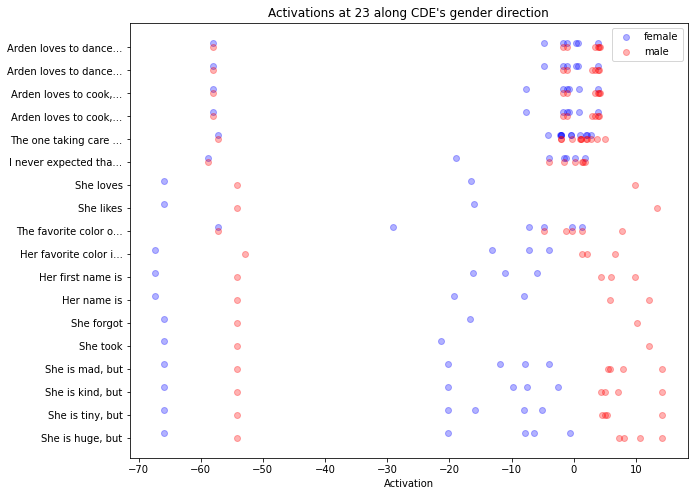 Activations at 23 along CDE's gender direction
female
male
Arden loves to dance...
Arden loves to dance...
Arden loves to cook,...
Arden loves to cook,...
The one taking care ...
I never expected tha...
She loves
She likes
The favorite color o...
Her favorite color i...
Her first name is
Her name is
She forgot
She took
She is mad, but
She is kind, but
She is tiny, but
She is huge, but
−70 −60 −50 −40 −30 −20 −10 0 10
Activation